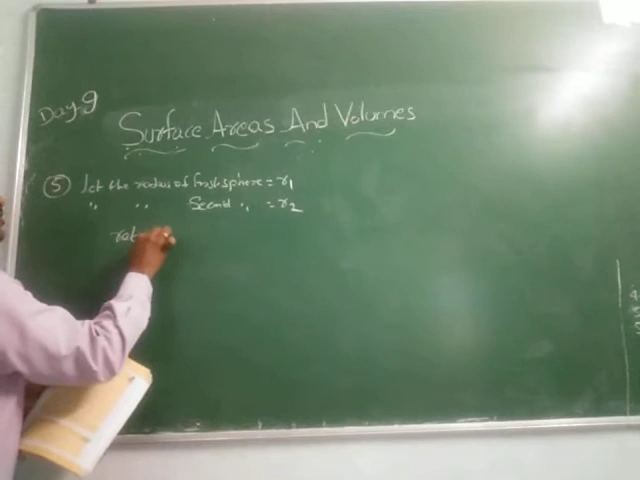 Day-9
Surface Areas And Volumes
(5) let the radius of first sphere = r1
" " Second " = r2